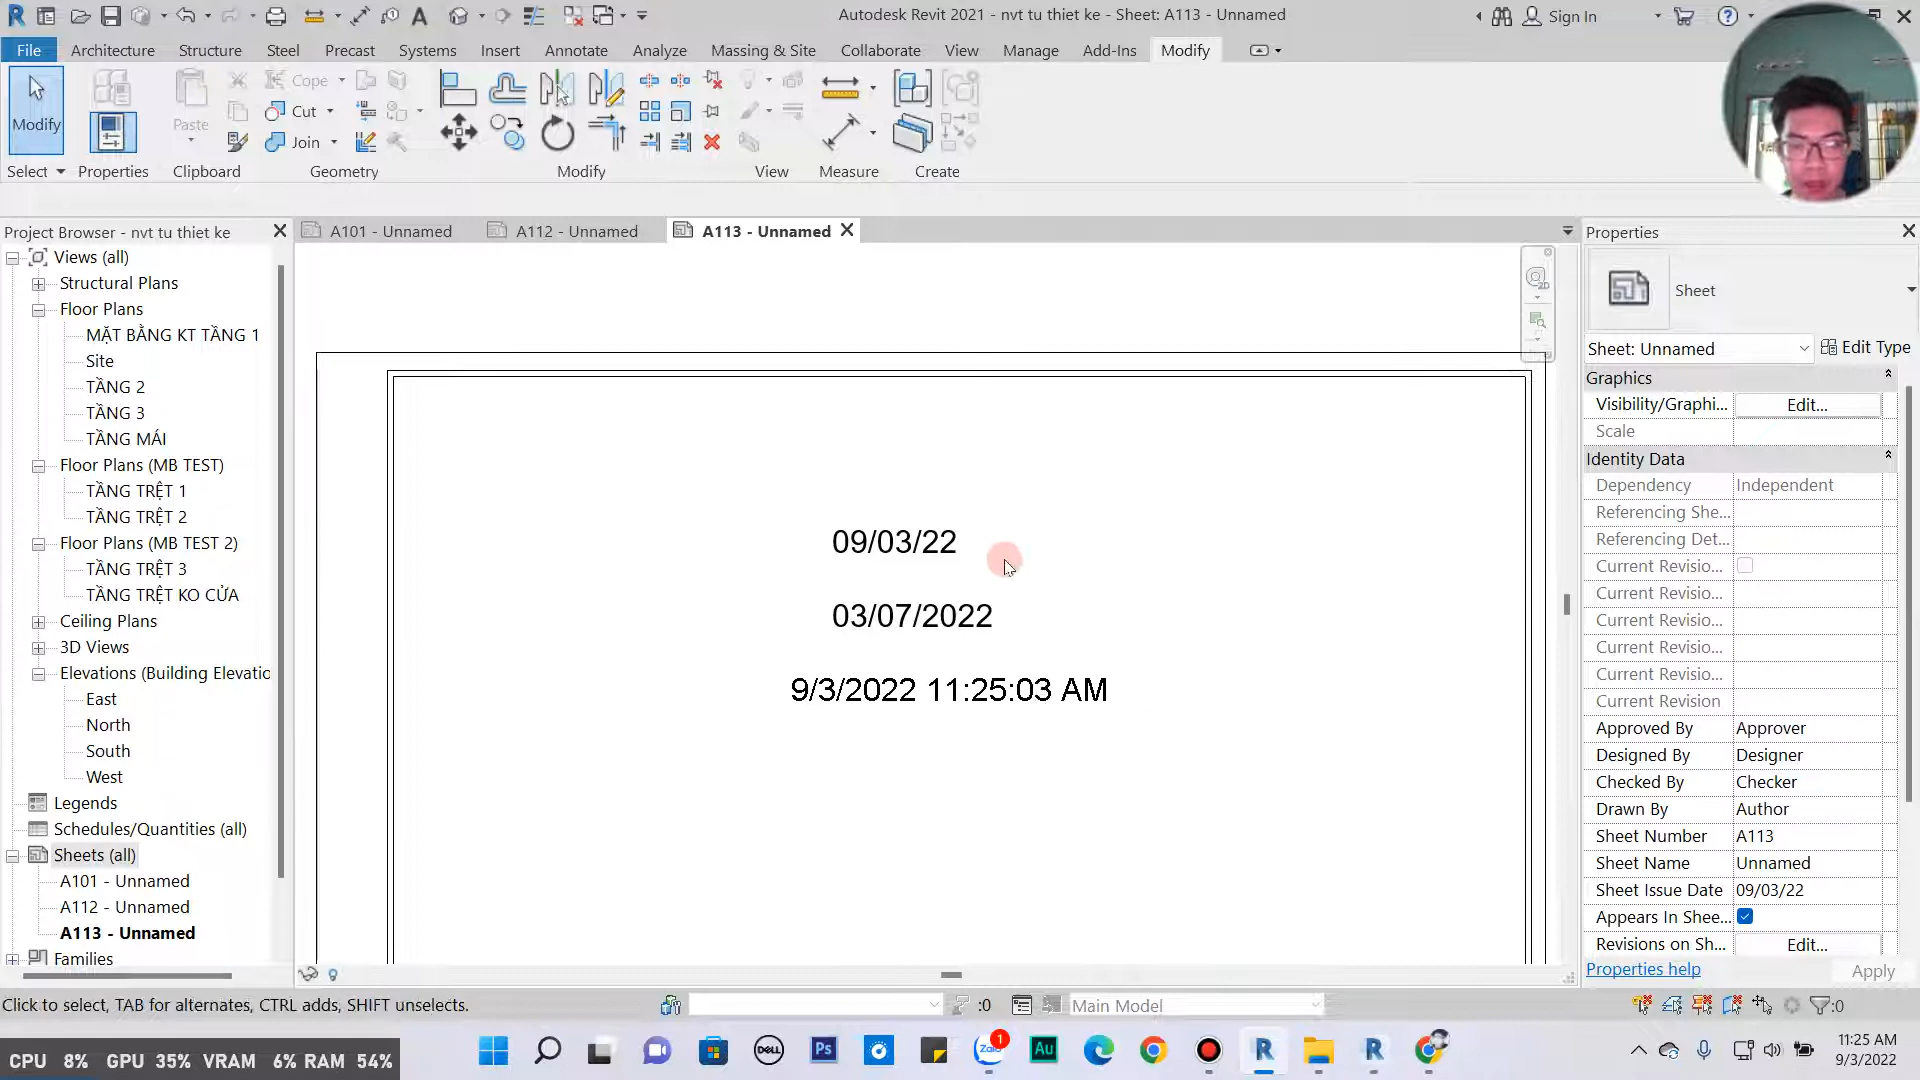 Autodesk Revit 2021 - nvt tu thiet ke - Sheet: A113 - Unnamed
Sign In
File Architecture Structure Steel Precast Systems Insert Annotate Analyze Massing & Site Collaborate View Manage Add-Ins Modify
Modify
Paste
Cope
Cut
Join
Select Properties Clipboard Geometry Modify View Measure Create
Project Browser - nvt tu thiet ke
Views (all)
Structural Plans
Floor Plans
MẶT BẰNG KT TẦNG 1
Site
TẦNG 2
TẦNG 3
TẦNG MÁI
Floor Plans (MB TEST)
TẦNG TRỆT 1
TẦNG TRỆT 2
Floor Plans (MB TEST 2)
TẦNG TRỆT 3
TẦNG TRỆT KO CỬA
Ceiling Plans
3D Views
Elevations (Building Elevatio
East
North
South
West
Legends
Schedules/Quantities (all)
Sheets (all)
A101 - Unnamed
A112 - Unnamed
A113 - Unnamed
Families
A101 - Unnamed A112 - Unnamed A113 - Unnamed
2D
09/03/22
03/07/2022
9/3/2022 11:25:03 AM
Properties
Sheet
Sheet: Unnamed Edit Type
Graphics
Visibility/Graphi... Edit...
Scale
Identity Data
Dependency Independent
Referencing She...
Referencing Det...
Current Revisio...
Current Revisio...
Current Revisio...
Current Revisio...
Current Revisio...
Current Revision
Approved By Approver
Designed By Designer
Checked By Checker
Drawn By Author
Sheet Number A113
Sheet Name Unnamed
Sheet Issue Date 09/03/22
Appears In Shee...
Revisions on Sh... Edit...
Properties help Apply
Click to select, TAB for alternates, CTRL adds, SHIFT unselects. :0 Main Model :0
CPU 8% GPU 35% VRAM 6% RAM 54%
DELL Ps Zalo 1 Au R R
11:25 AM
9/3/2022